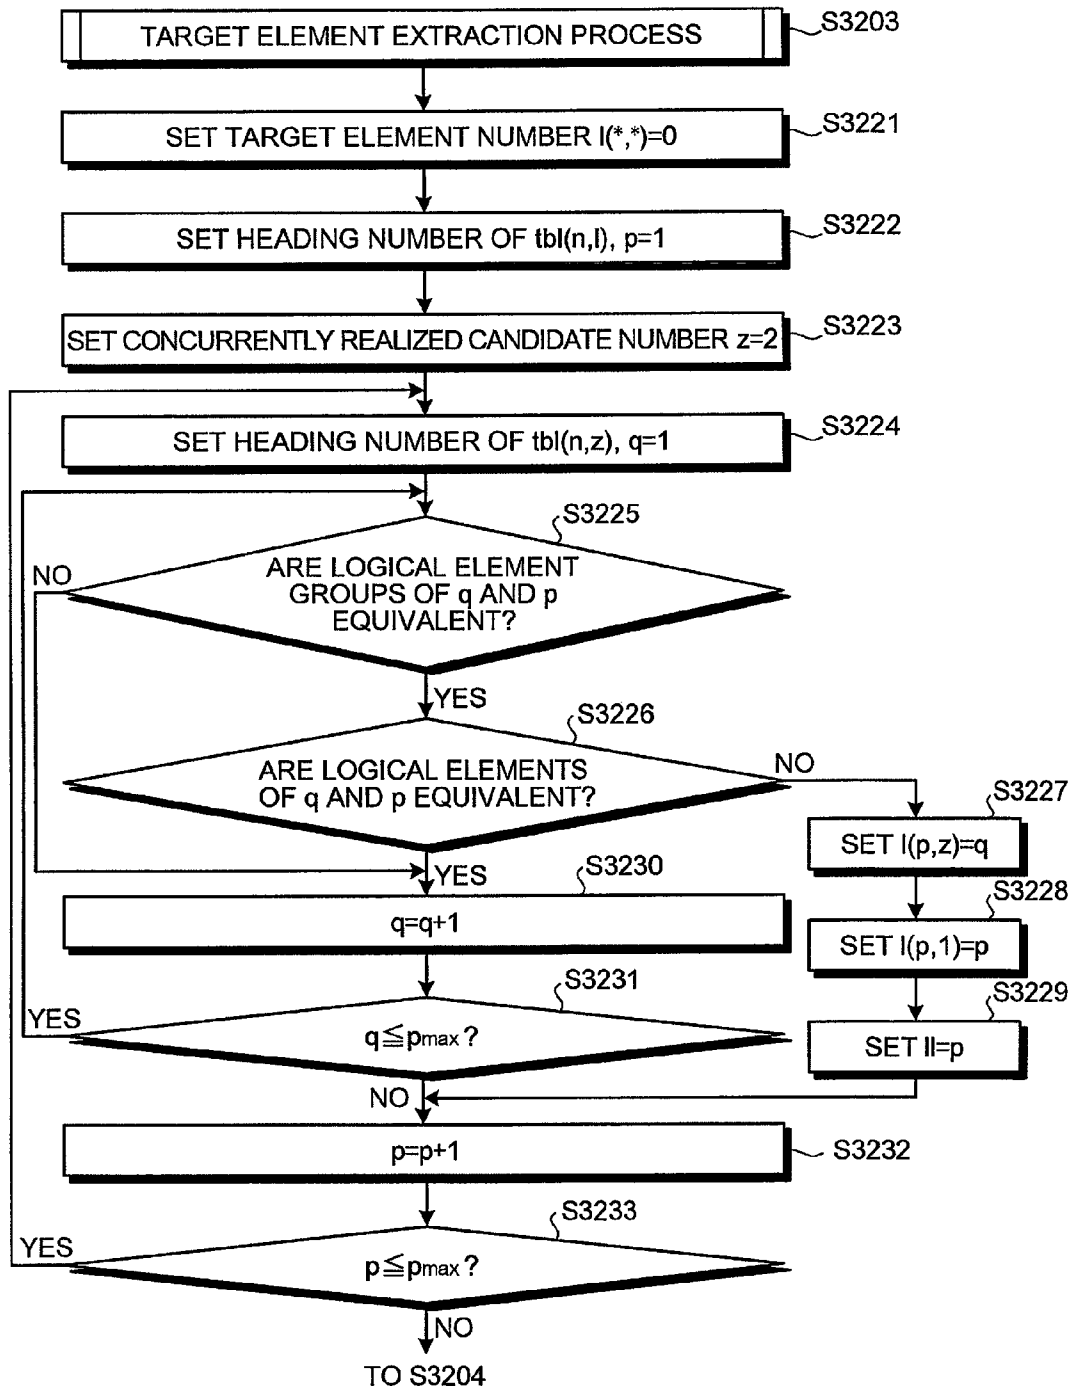 TARGET ELEMENT EXTRACTION PROCESS
S3203
SET TARGET ELEMENT NUMBER I(*,*)=0
S3221
SET HEADING NUMBER OF tbl(n,l), p=1
S3222
SET CONCURRENTLY REALIZED CANDIDATE NUMBER z=2
S3223
SET HEADING NUMBER OF tbl(n,z), q=1
S3224
S3225
NO
ARE LOGICAL ELEMENT
GROUPS OF q AND p
EQUIVALENT?
YES
S3226
ARE LOGICAL ELEMENTS
OF q AND p EQUIVALENT?
NO
S3227
SET I(p,z)=q
YES
S3230
q=q+1
S3228
SET I(p,1)=p
S3231
YES
q≦pmax?
NO
S3229
SET II=p
p=p+1
S3232
S3233
YES
p≦pmax?
NO
TO S3204